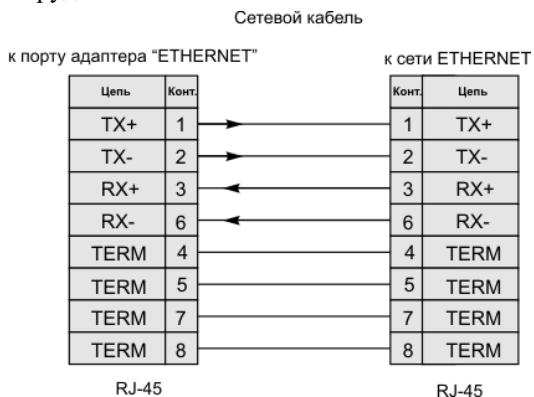 Сетевой кабель
к порту адаптера “ETHERNET” к сети ETHERNET
Цепь Конт. Конт. Цепь
TX+ 1 1 TX+
TX- 2 2 TX-
RX+ 3 3 RX+
RX- 6 6 RX-
TERM 4 4 TERM
TERM 5 5 TERM
TERM 7 7 TERM
TERM 8 8 TERM
RJ-45 RJ-45